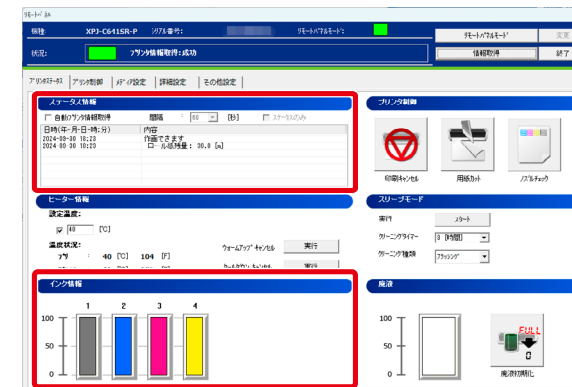 ﾘﾓｰﾄﾊﾟﾈﾙ
機種: XPJ-C641SR-P ｼﾘｱﾙ番号: ﾘﾓｰﾄﾊﾟﾈﾙﾓｰﾄﾞ: ﾘﾓｰﾄﾊﾟﾈﾙﾓｰﾄﾞ 変更
状況: ﾌﾟﾘﾝﾀ情報取得:成功 情報取得 終了
ﾌﾟﾘﾝﾀｽﾃｰﾀｽ ﾌﾟﾘﾝﾀ制御 ﾒﾃﾞｨｱ設定 詳細設定 その他設定
ステータス情報 プリンタ制御
自動ﾌﾟﾘﾝﾀ情報取得 間隔 : 60 [秒] ｽﾃｰﾀｽのみ
日時(年-月-日-時:分) 内容
2024-09-30 18:23 作画できます
2024-09-30 18:23 ロール紙残量: 30.0 [m]
印刷ｷｬﾝｾﾙ 用紙ｶｯﾄ ﾉｽﾞﾙﾁｪｯｸ
ヒーター情報 スリープモード
設定温度:
40 [℃]
実行 ｽﾀｰﾄ
温度状況:
ｸﾘｰﾆﾝｸﾞﾀｲﾏｰ 8 [時間]
ﾌﾟﾘ : 40 [℃] 104 [F] ｳｫｰﾑｱｯﾌﾟｷｬﾝｾﾙ 実行
ｸﾘｰﾆﾝｸﾞ種類 ﾌﾗｯｼﾝｸﾞ
インク情報 廃液
1 2 3 4
100
50
0
100
50
0
FULL
0
廃液初期化